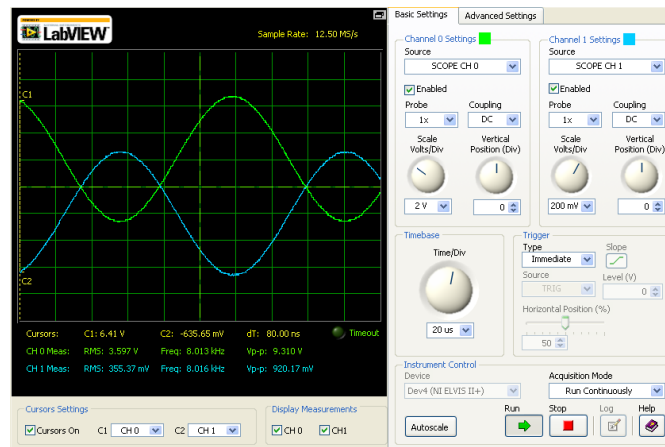 POWERED BY
LabVIEW
Sample Rate: 12.50 MS/s
C1
C2
Cursors: C1: 6.41 V C2: -635.65 mV dT: 80.00 ns Timeout
CH 0 Meas: RMS: 3.597 V Freq: 8.013 kHz Vp-p: 9.310 V
CH 1 Meas: RMS: 355.37 mV Freq: 8.016 kHz Vp-p: 920.17 mV
Cursors Settings
Cursors On C1 CH 0 C2 CH 1
Display Measurements
CH 0 CH1
Basic Settings Advanced Settings
Channel 0 Settings
Source
SCOPE CH 0
Enabled
Probe Coupling
1x DC
Scale Vertical
Volts/Div Position (Div)
2 V 0
Channel 1 Settings
Source
SCOPE CH 1
Enabled
Probe Coupling
1x DC
Scale Vertical
Volts/Div Position (Div)
200 mV 0
Timebase
Time/Div
20 us
Trigger
Type Slope
Immediate
Source Level (V)
TRIG 0
Horizontal Position (%)
50
Instrument Control
Device Acquisition Mode
Dev4 (NI ELVIS II+) Run Continuously
Run Stop Log Help
Autoscale